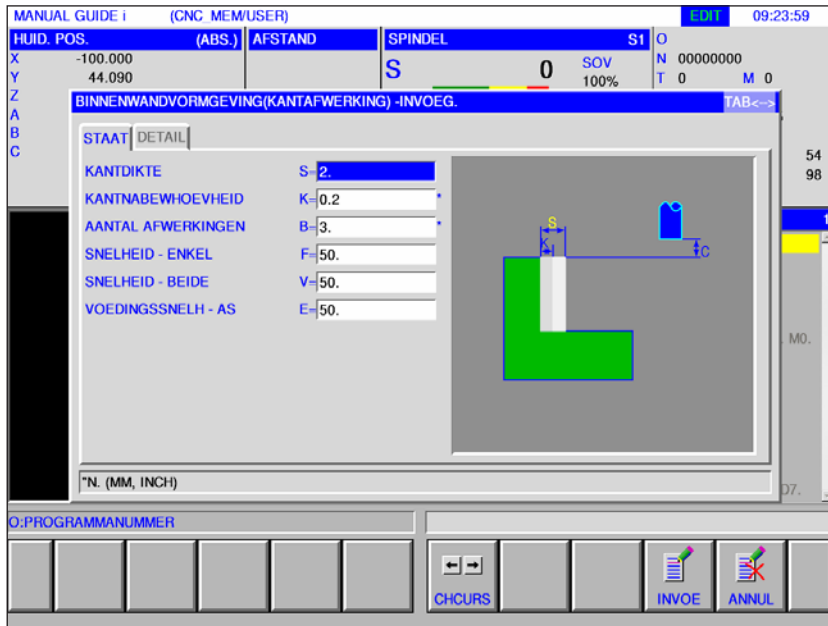 MANUAL GUIDE i (CNC_MEM/USER) EDIT 09:23:59
HUID. POS. (ABS.) AFSTAND SPINDEL S1 O
X -100.000 S 0 SOV N 00000000
Y 44.090 100% T 0 M 0
Z BINNENWANDVORMGEVING(KANTAFWERKING) -INVOEG. TAB<-->
A
B STAAT DETAIL
C 54
KANTDIKTE S=2. 98
KANTNABEWHOEVHEID K=0.2 *
AANTAL AFWERKINGEN B=3. *
SNELHEID - ENKEL F=50.
SNELHEID - BEIDE V=50.
VOEDINGSSNELH - AS E=50.
S
K
C
M0.
"N. (MM, INCH)
D7.
O:PROGRAMMANUMMER
CHCURS INVOE ANNUL